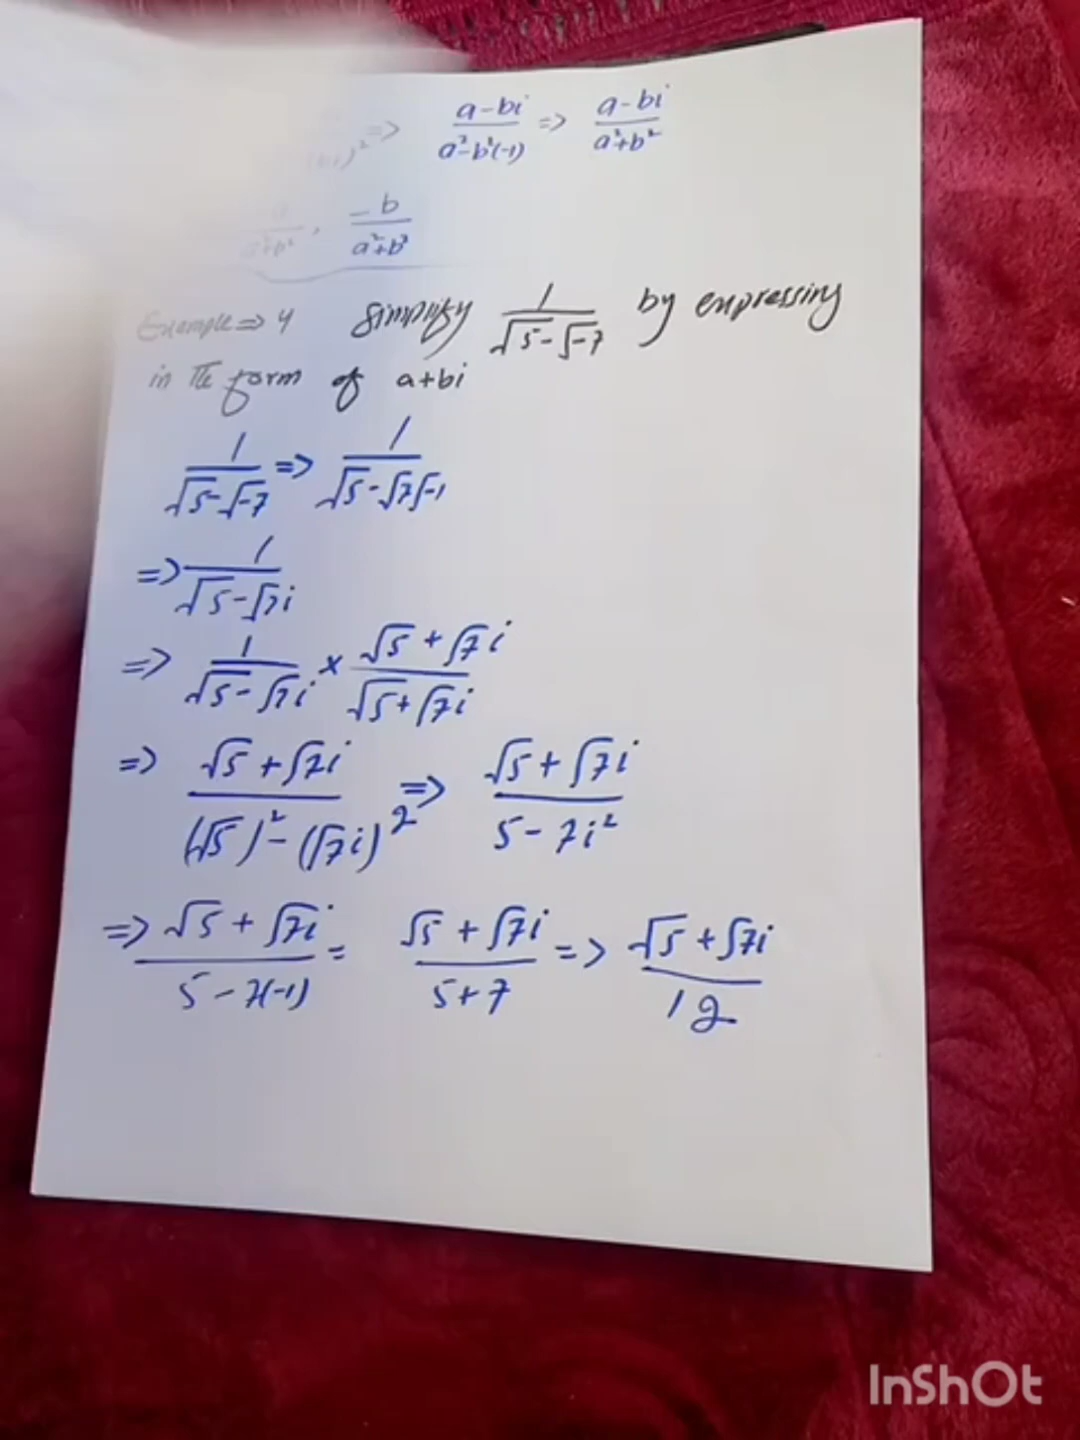 => a-bi/a²-b²(-1) => a-bi/a²+b²
a²+b² , -b/a²+b²
Example => 4 Simplify 1/√5-√-7 by expressing
in the form of a+bi
1/√5-√-7 => 1/√5-√7√-1
=> 1/√5-√7i
=> 1/√5-√7i × √5+√7i/√5+√7i
=> √5+√7i/(√5)²-(√7i)² => √5+√7i/5-7i²
=> √5+√7i/5-7(-1) = √5+√7i/5+7 => √5+√7i/12
InShOt